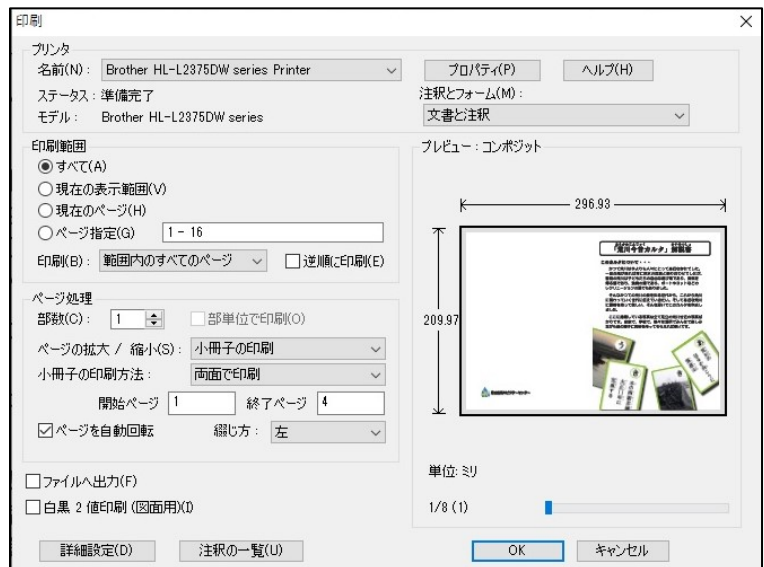 印刷
プリンタ
名前(N)： Brother HL-L2375DW series Printer プロパティ(P) ヘルプ(H)
ステータス：準備完了 注釈とフォーム(M)：
モデル： Brother HL-L2375DW series 文書と注釈
印刷範囲 プレビュー：コンポジット
すべて(A)
現在の表示範囲(V)
現在のページ(H)
ページ指定(G) 1 - 16
印刷(B)： 範囲内のすべてのページ 逆順に印刷(E)
296.93
209.97
「荒川今昔カルタ」解説書
ページ処理
部数(C)： 1 部単位で印刷(O)
ページの拡大 / 縮小(S)： 小冊子の印刷
小冊子の印刷方法： 両面で印刷
開始ページ 1 終了ページ 4
ページを自動回転 綴じ方： 左
ファイルへ出力(F)
白黒 2 値印刷 (図面用)(I)
単位: ミリ
1/8 (1)
詳細設定(D) 注釈の一覧(U) OK キャンセル